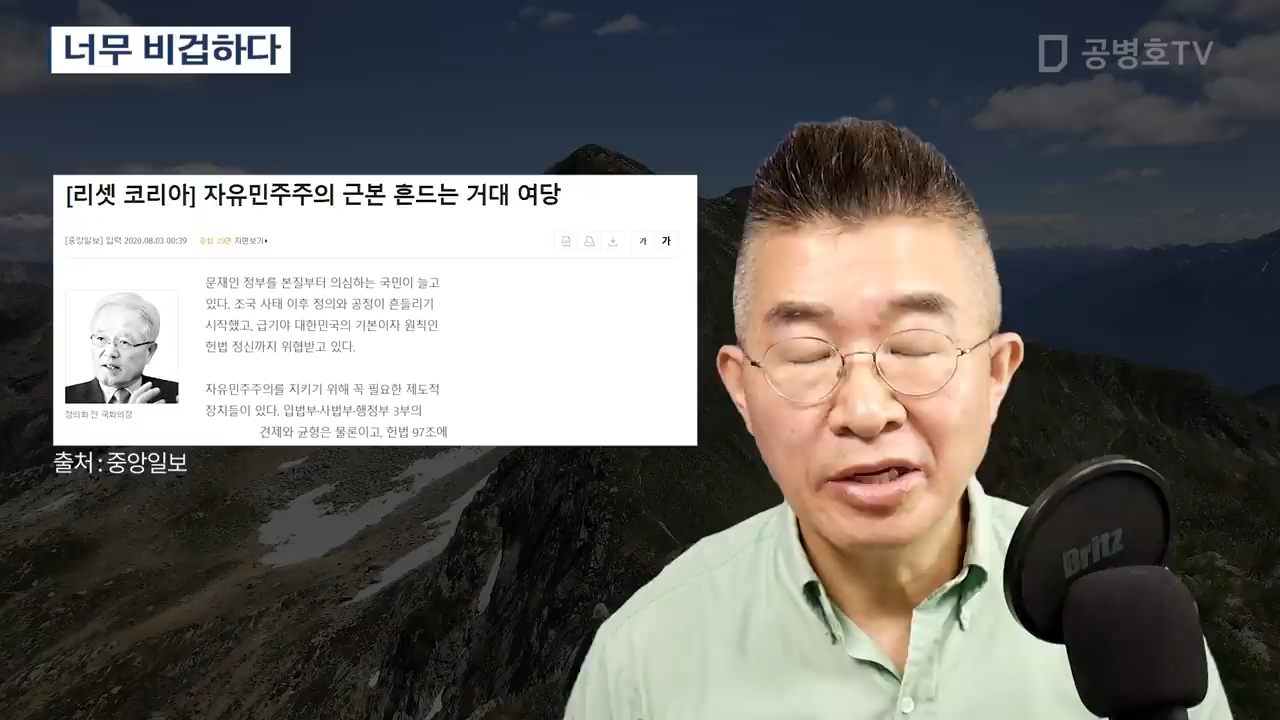 너무 비겁하다
공병호TV
[리셋 코리아] 자유민주주의 근본 흔드는 거대 여당
[중앙일보] 입력 2020.08.03 00:39 종합 29면 지면보기
가 가
문재인 정부를 본질부터 의심하는 국민이 늘고
있다. 조국 사태 이후 정의와 공정이 흔들리기
시작했고, 급기야 대한민국의 기본이자 원칙인
헌법 정신까지 위협받고 있다.
자유민주주의를 지키기 위해 꼭 필요한 제도적
장치들이 있다. 입법부·사법부·행정부 3부의
견제와 균형은 물론이고, 헌법 97조에
정의화 전 국회의장
출처 : 중앙일보
Britz